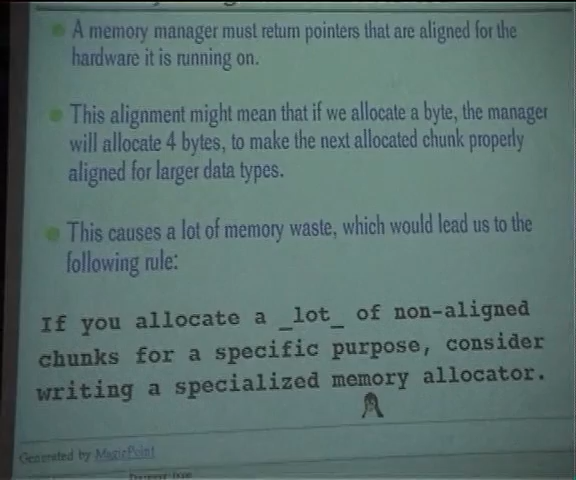 A memory manager must return pointers that are aligned for the
hardware it is running on.
This alignment might mean that if we allocate a byte, the manager
will allocate 4 bytes, to make the next allocated chunk properly
aligned for larger data types.
This causes a lot of memory waste, which would lead us to the
following rule:
If you allocate a _lot_ of non-aligned
chunks for a specific purpose, consider
writing a specialized memory allocator.
Generated by MagicPoint